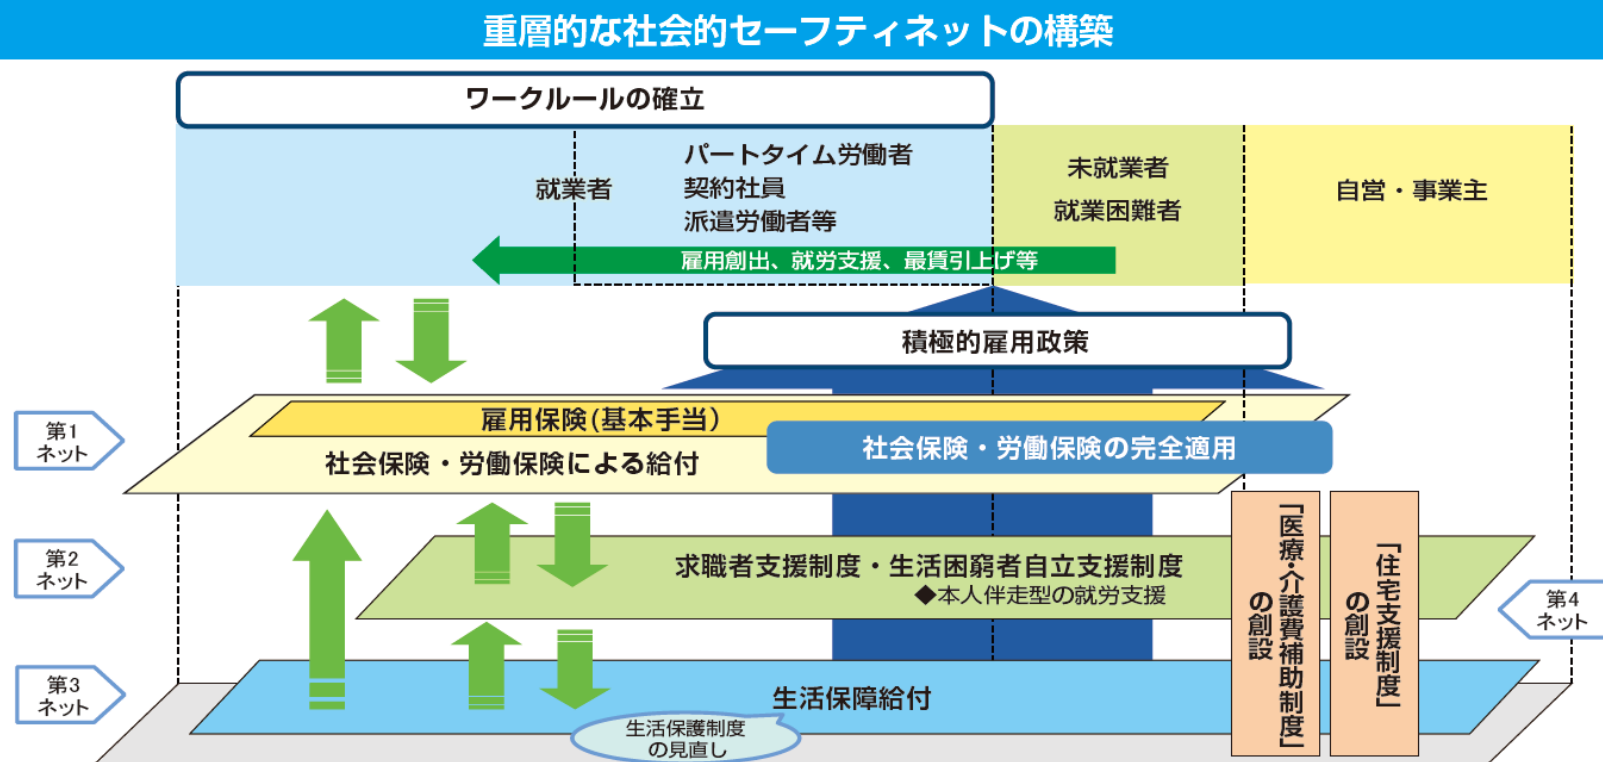 重層的な社会的セーフティネットの構築
ワークルールの確立
就業者
パートタイム労働者
契約社員
派遣労働者等
未就業者
就業困難者
自営・事業主
雇用創出、就労支援、最賃引上げ等
積極的雇用政策
第1
ネット
雇用保険(基本手当)
社会保険・労働保険による給付
社会保険・労働保険の完全適用
第2
ネット
求職者支援制度・生活困窮者自立支援制度
◆本人伴走型の就労支援
「医療・介護費補助制度」
の創設
「住宅支援制度」
の創設
第4
ネット
第3
ネット
生活保障給付
生活保護制度
の見直し